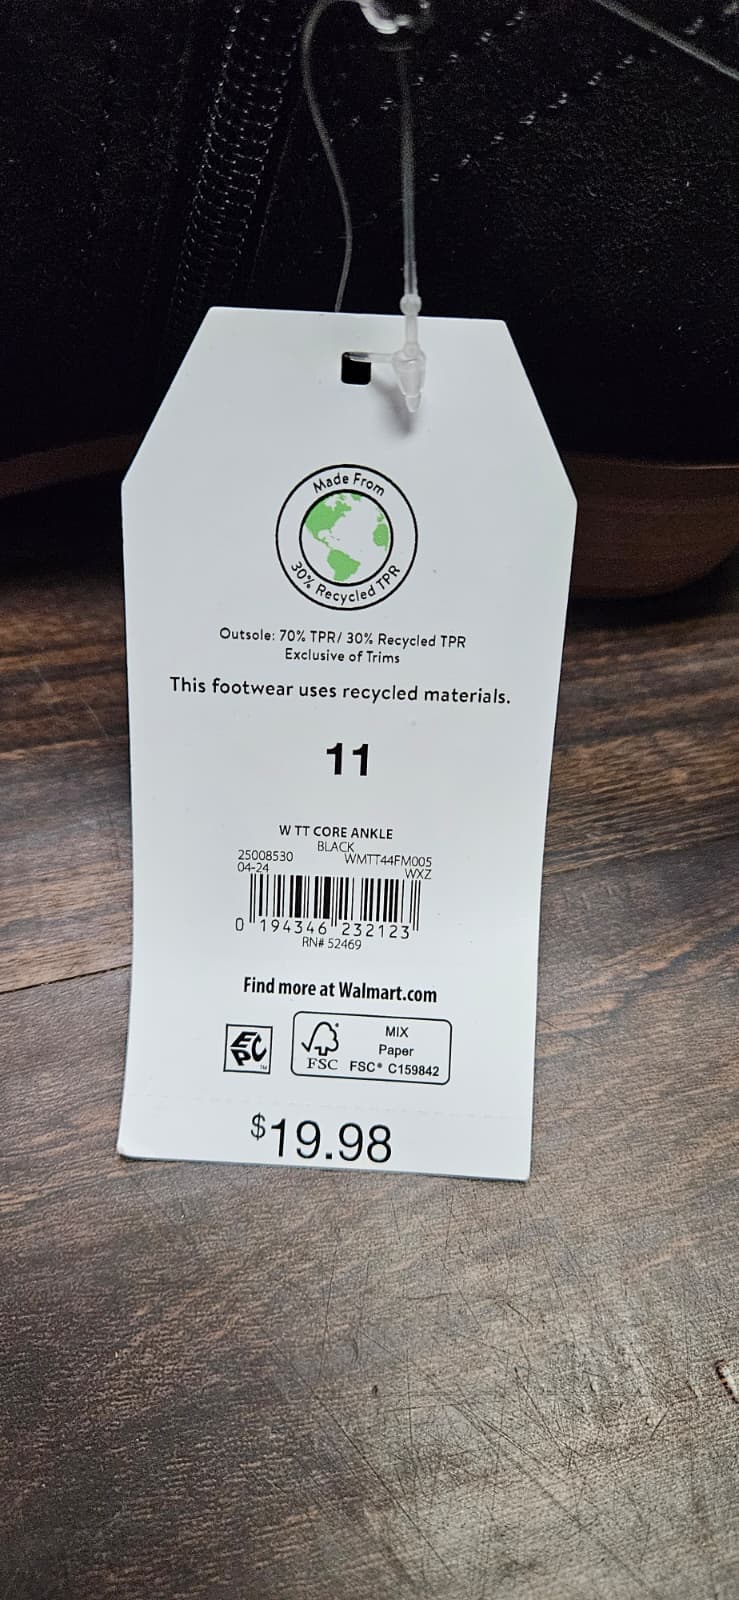 Made From
30% Recycled TPR
Outsole: 70% TPR/ 30% Recycled TPR
Exclusive of Trims
This footwear uses recycled materials.
11
W TT CORE ANKLE
BLACK
25008530 WMTT44FM005
04-24 WXZ
0 194346 232123
RN# 52469
Find more at Walmart.com
EPC TM
MIX
Paper
FSC FSC® C159842
$19.98